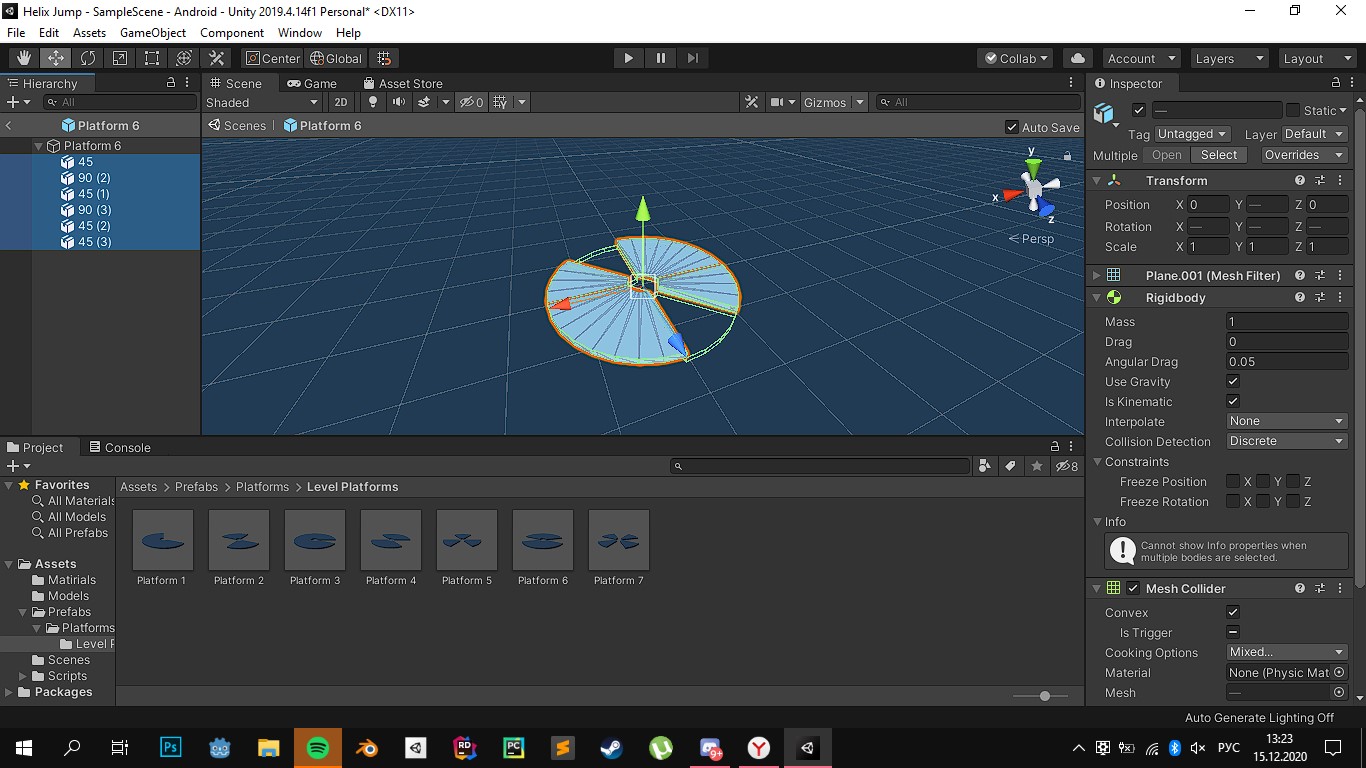 Helix Jump - SampleScene - Android - Unity 2019.4.14f1 Personal* <DX11>
File Edit Assets GameObject Component Window Help
Center Global Collab Account Layers Layout
Hierarchy
All
Platform 6
Platform 6
45
90 (2)
45 (1)
90 (3)
45 (2)
45 (3)
Scene Game Asset Store
Shaded 2D 0 Gizmos All
Scenes Platform 6 Auto Save
y
x
z
Persp
Inspector
— Static
Tag Untagged Layer Default
Multiple Open Select Overrides
Transform
Position X 0 Y — Z 0
Rotation X — Y — Z —
Scale X 1 Y 1 Z 1
Plane.001 (Mesh Filter)
Rigidbody
Mass 1
Drag 0
Angular Drag 0.05
Use Gravity
Is Kinematic
Interpolate None
Collision Detection Discrete
Constraints
Freeze Position X Y Z
Freeze Rotation X Y Z
Info
Cannot show Info properties when
multiple bodies are selected.
Mesh Collider
Convex
Is Trigger
Cooking Options Mixed...
Material None (Physic Mat
Mesh —
Project Console
8
Favorites
All Materials
All Models
All Prefabs
Assets
Matirials
Models
Prefabs
Platforms
Level P
Scenes
Scripts
Packages
Assets > Prefabs > Platforms > Level Platforms
Platform 1 Platform 2 Platform 3 Platform 4 Platform 5 Platform 6 Platform 7
Auto Generate Lighting Off
Ps RD PC 9+ Y РУС 13:23
15.12.2020